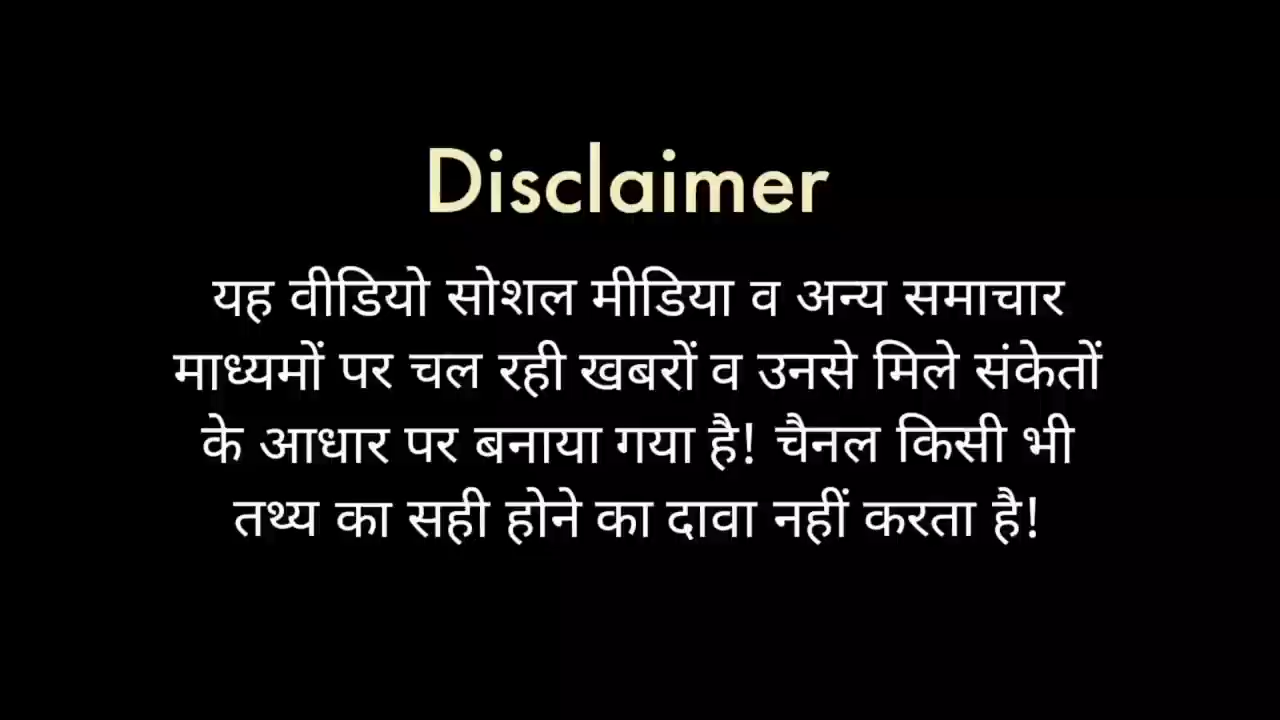 Disclaimer
यह वीडियो सोशल मीडिया व अन्य समाचार
माध्यमों पर चल रही खबरों व उनसे मिले संकेतों
के आधार पर बनाया गया है! चैनल किसी भी
तथ्य का सही होने का दावा नहीं करता है!